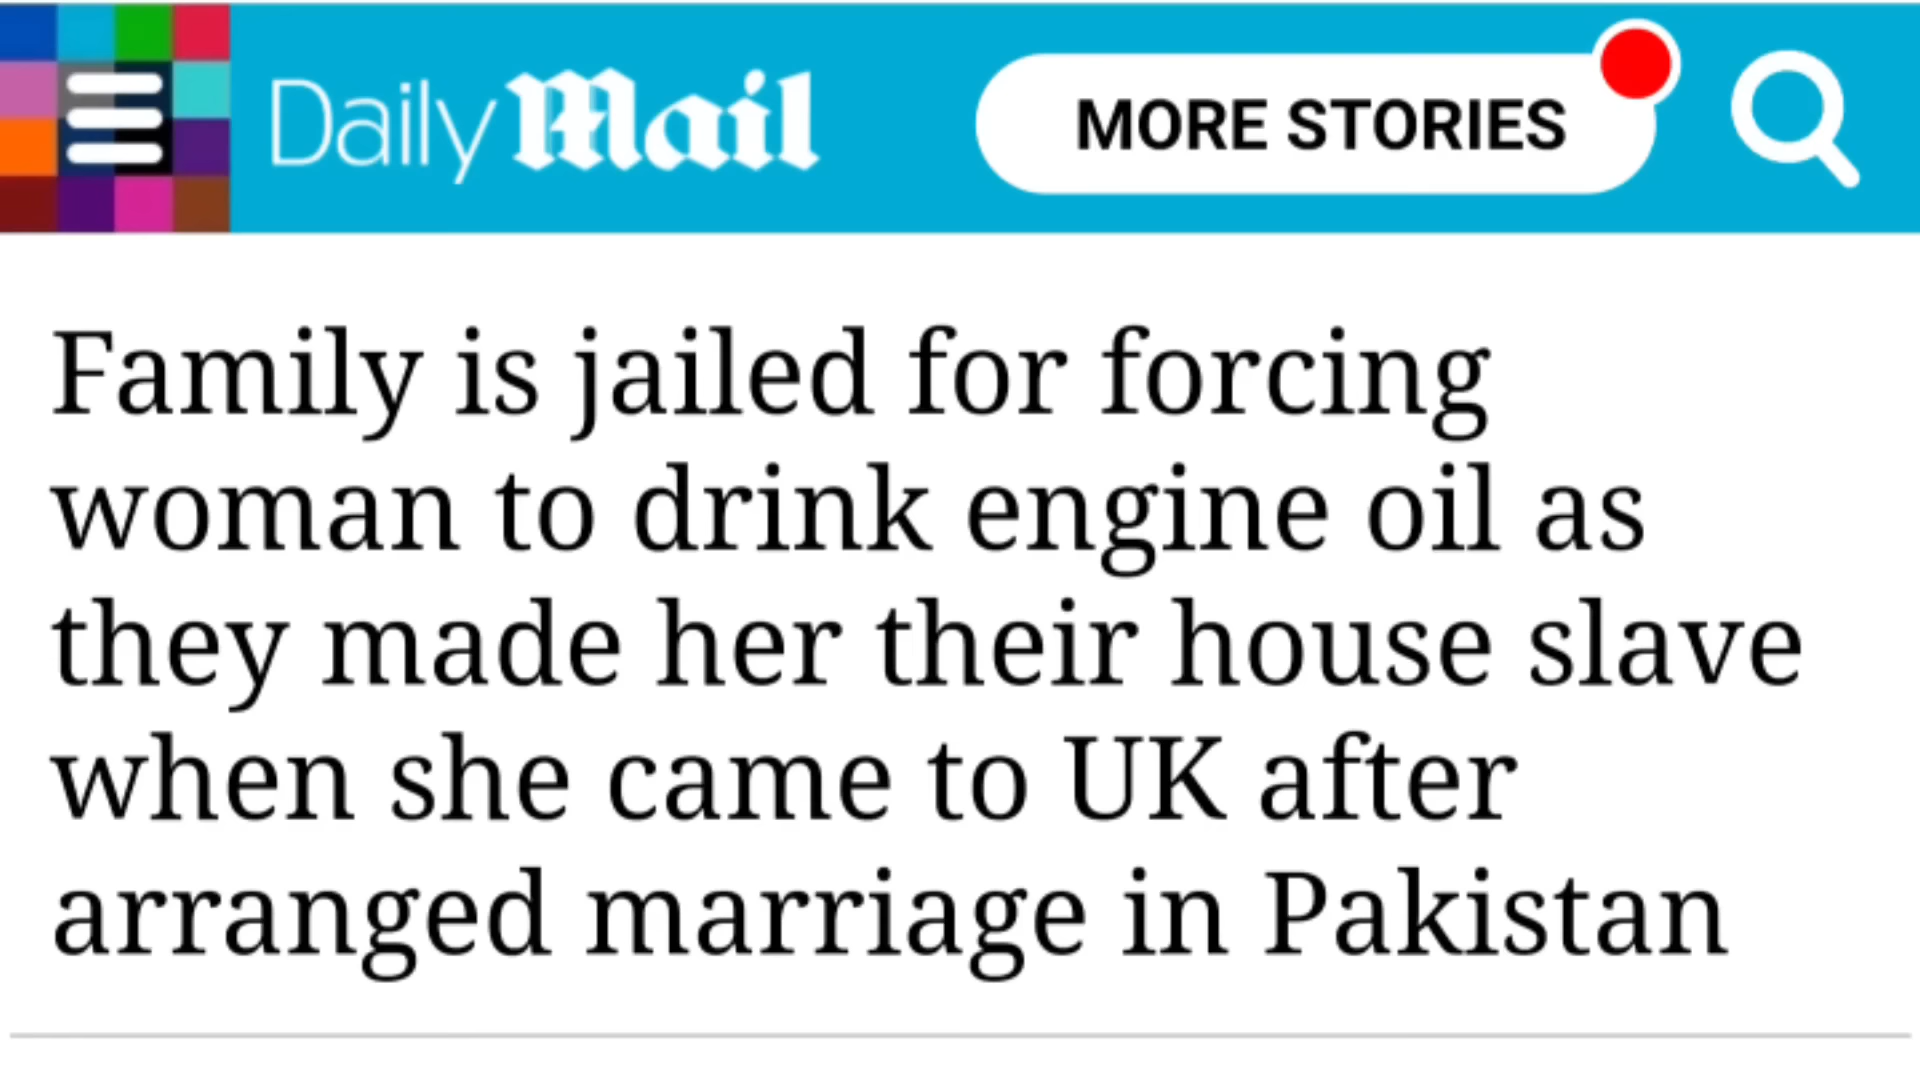 Daily Mail
MORE STORIES
Family is jailed for forcing
woman to drink engine oil as
they made her their house slave
when she came to UK after
arranged marriage in Pakistan